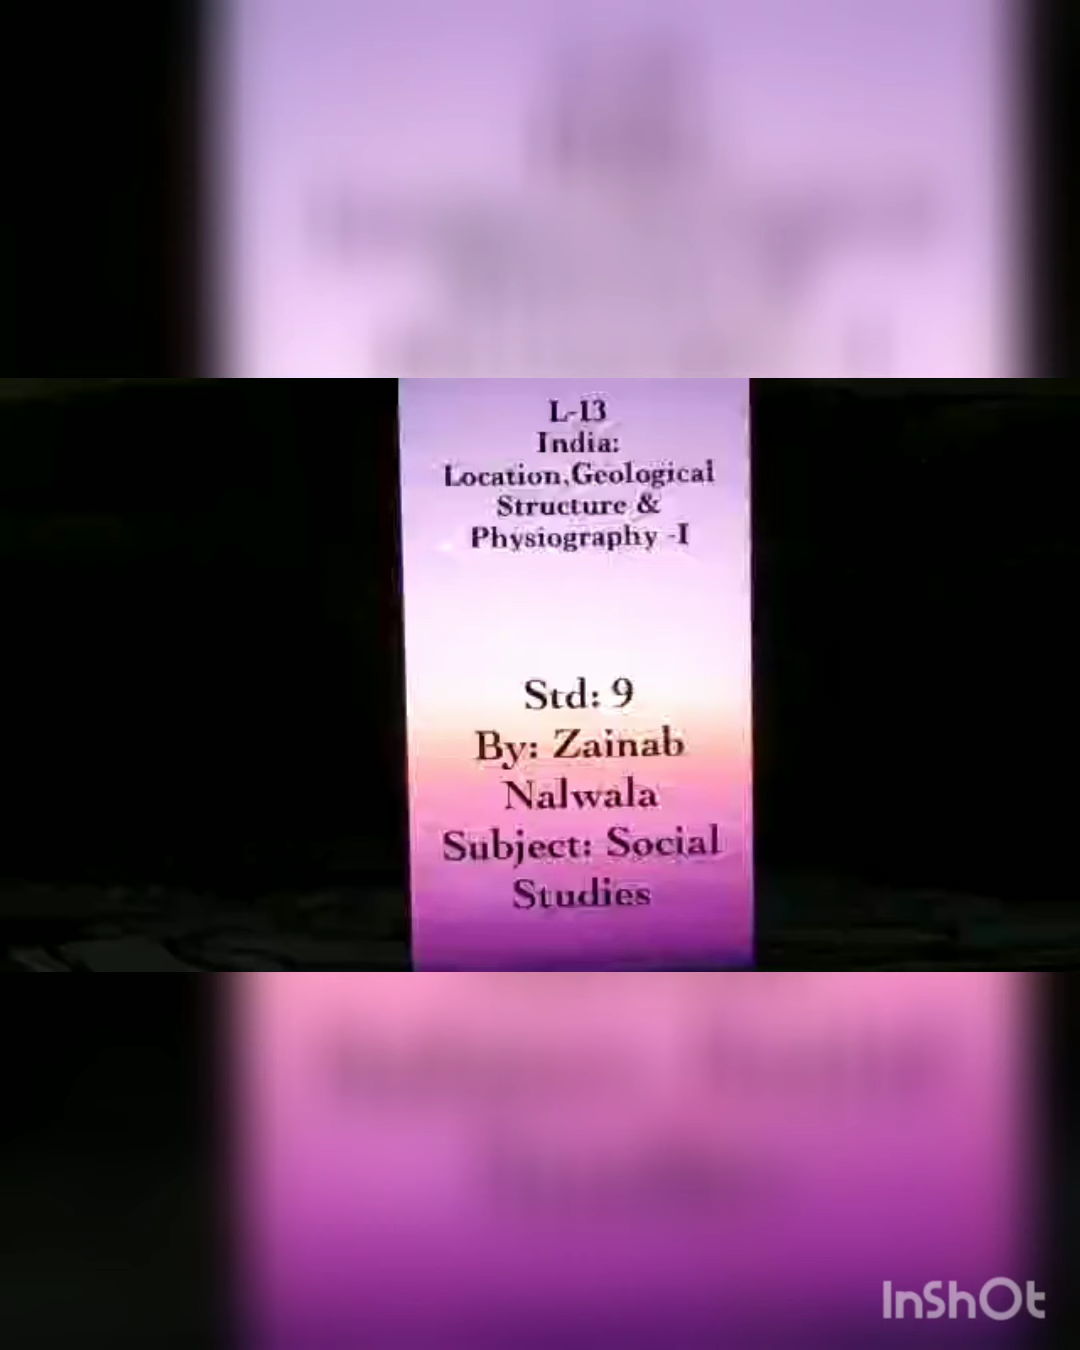 L-13
India:
Location,Geological
Structure &
Physiography -I
Std: 9
By: Zainab
Nalwala
Subject: Social
Studies
InShOt